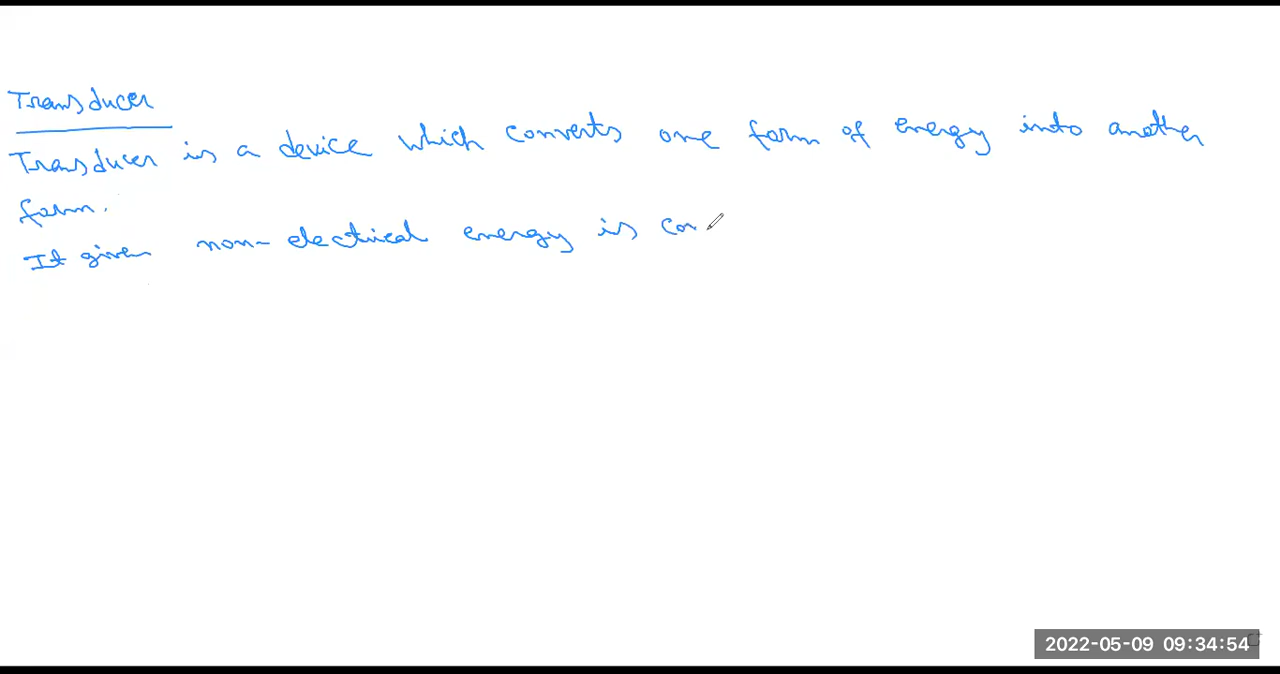 Transducer
Transducer is a device which converts one form of energy into another
form.
It given non-electrical energy is con
2022-05-09 09:34:54